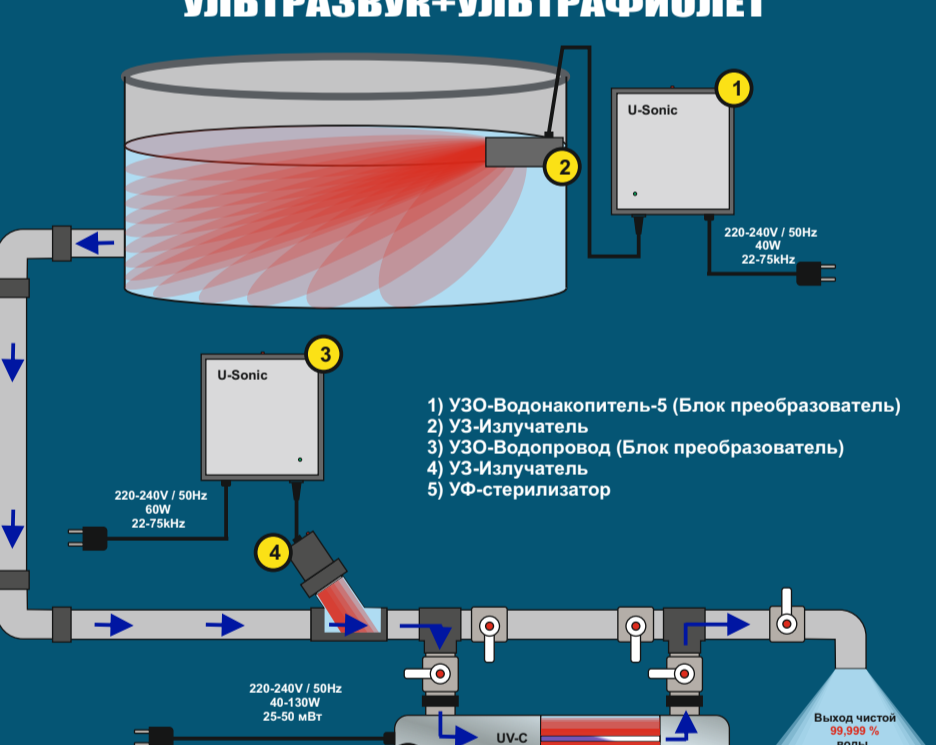 УЛЬТРАЗВУК+УЛЬТРАФИОЛЕТ
1
U-Sonic
2
220-240V / 50Hz
40W
22-75kHz
3
U-Sonic
1) УЗО-Водонакопитель-5 (Блок преобразователь)
2) УЗ-Излучатель
3) УЗО-Водопровод (Блок преобразователь)
4) УЗ-Излучатель
5) УФ-стерилизатор
220-240V / 50Hz
60W
22-75kHz
4
220-240V / 50Hz
40-130W
25-50 мВт
UV-C
Выход чистой
99,999 %
воды